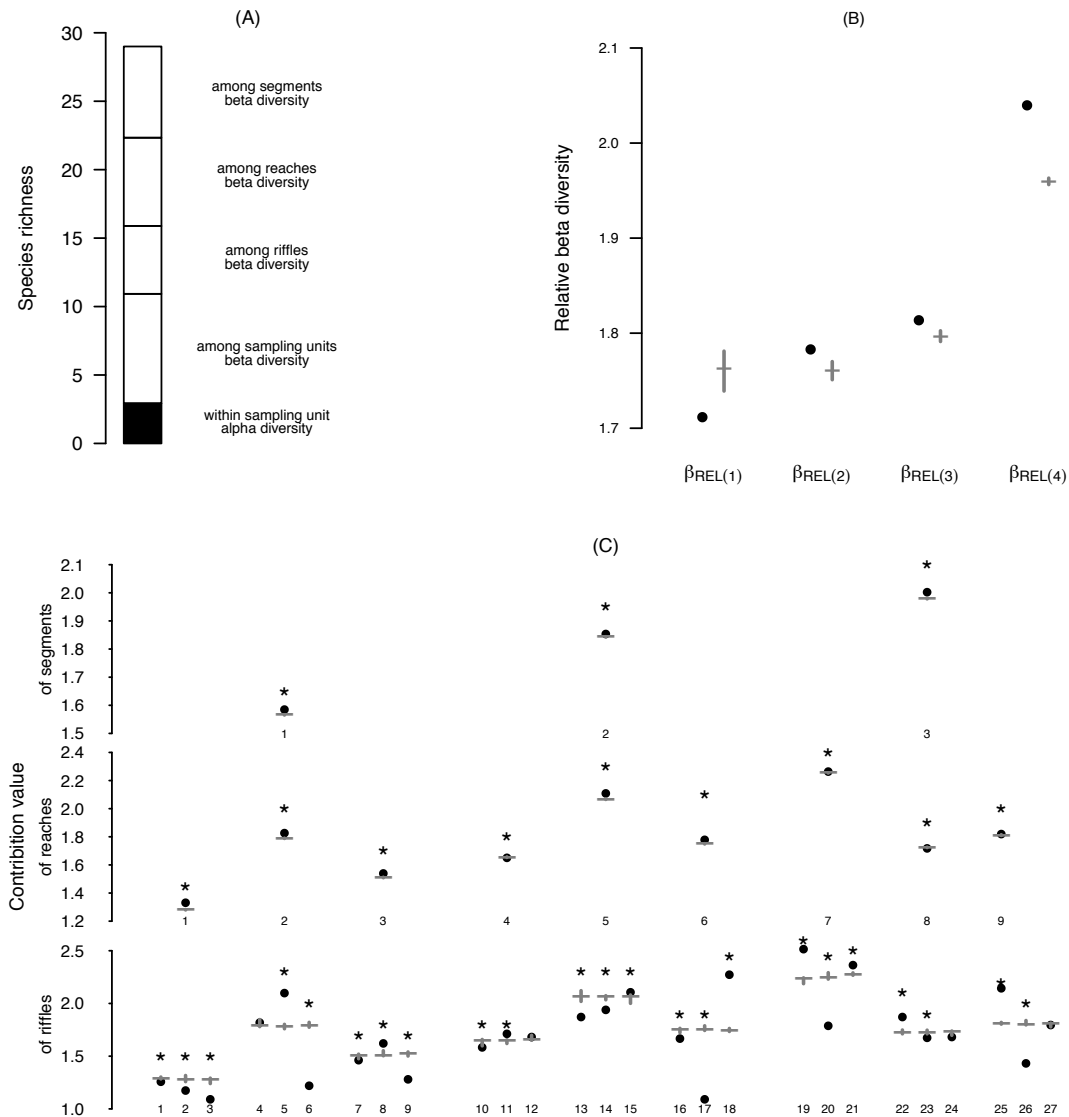 (A)
30
25
20
15
10
5
0
Species richness
among segments
beta diversity
among reaches
beta diversity
among riffles
beta diversity
among sampling units
beta diversity
within sampling unit
alpha diversity
(B)
2.1
2.0
1.9
1.8
1.7
Relative beta diversity
βREL(1) βREL(2) βREL(3) βREL(4)
(C)
Contribition value
of segments
2.1
2.0
1.9
1.8
1.7
1.6
1.5
* * *
1 2 3
of reaches
2.4
2.2
2.0
1.8
1.6
1.4
1.2
* * * * * * * * *
1 2 3 4 5 6 7 8 9
of riffles
2.5
2.0
1.5
1.0
* * * * * * * * * * * * * * * * * * * * * * *
1 2 3 4 5 6 7 8 9 10 11 12 13 14 15 16 17 18 19 20 21 22 23 24 25 26 27